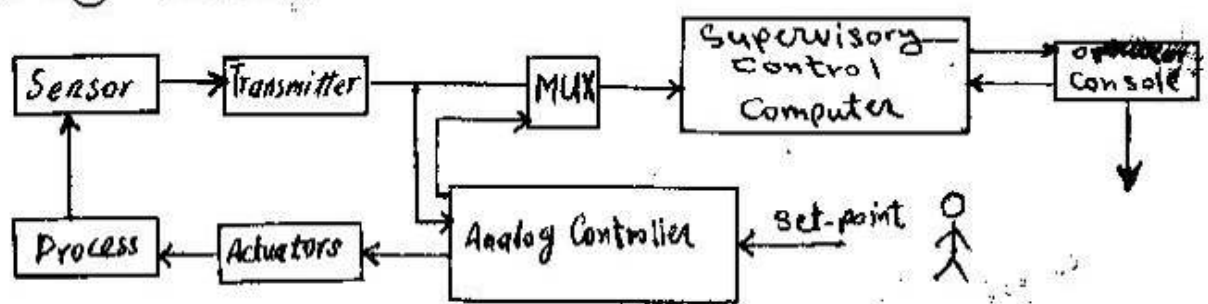 Supervisory
Control
Computer
Sensor
Transmitter
MUX
Console
Process
Actuators
Analog Controller
Set-point